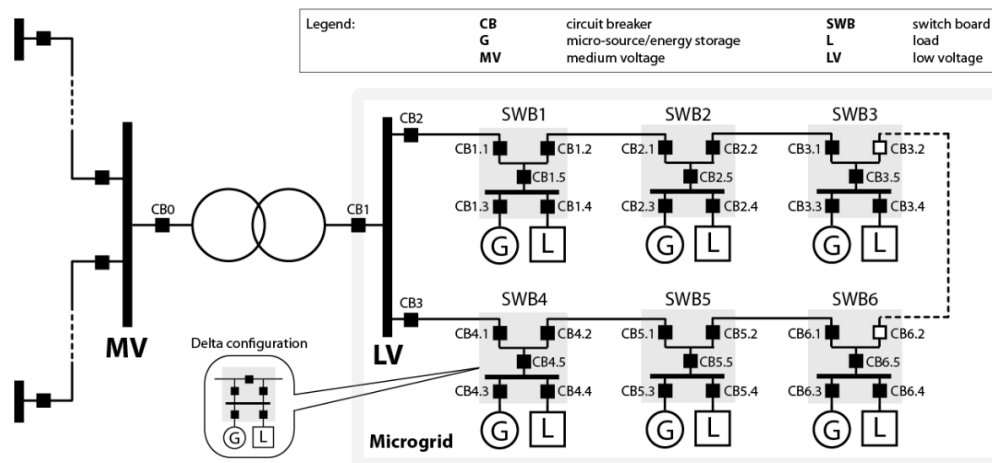 Legend: CB circuit breaker SWB switch board
G micro-source/energy storage L load
MV medium voltage LV low voltage
CB2
SWB1 SWB2 SWB3
CB1.1 CB1.2 CB2.1 CB2.2 CB3.1 CB3.2
CB1.5 CB2.5 CB3.5
CB0 CB1
CB1.3 CB1.4 CB2.3 CB2.4 CB3.3 CB3.4
G L G L G L
CB3
SWB4 SWB5 SWB6
CB4.1 CB4.2 CB5.1 CB5.2 CB6.1 CB6.2
MV LV
Delta configuration
CB4.5 CB5.5 CB6.5
CB4.3 CB4.4 CB5.3 CB5.4 CB6.3 CB6.4
G L G L G L
G L
Microgrid